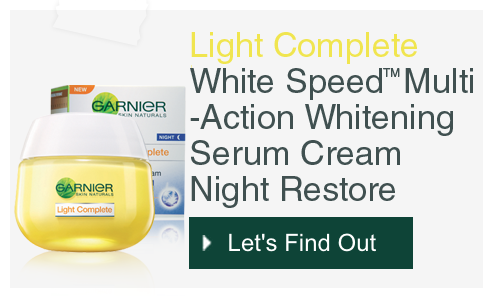 Light Complete
White Speed™ Multi
-Action Whitening
Serum Cream
Night Restore
Let's Find Out
NEW
GARNIER
SKIN NATURALS
NIGHT
GARNIER
SKIN NATURALS
Light Complete